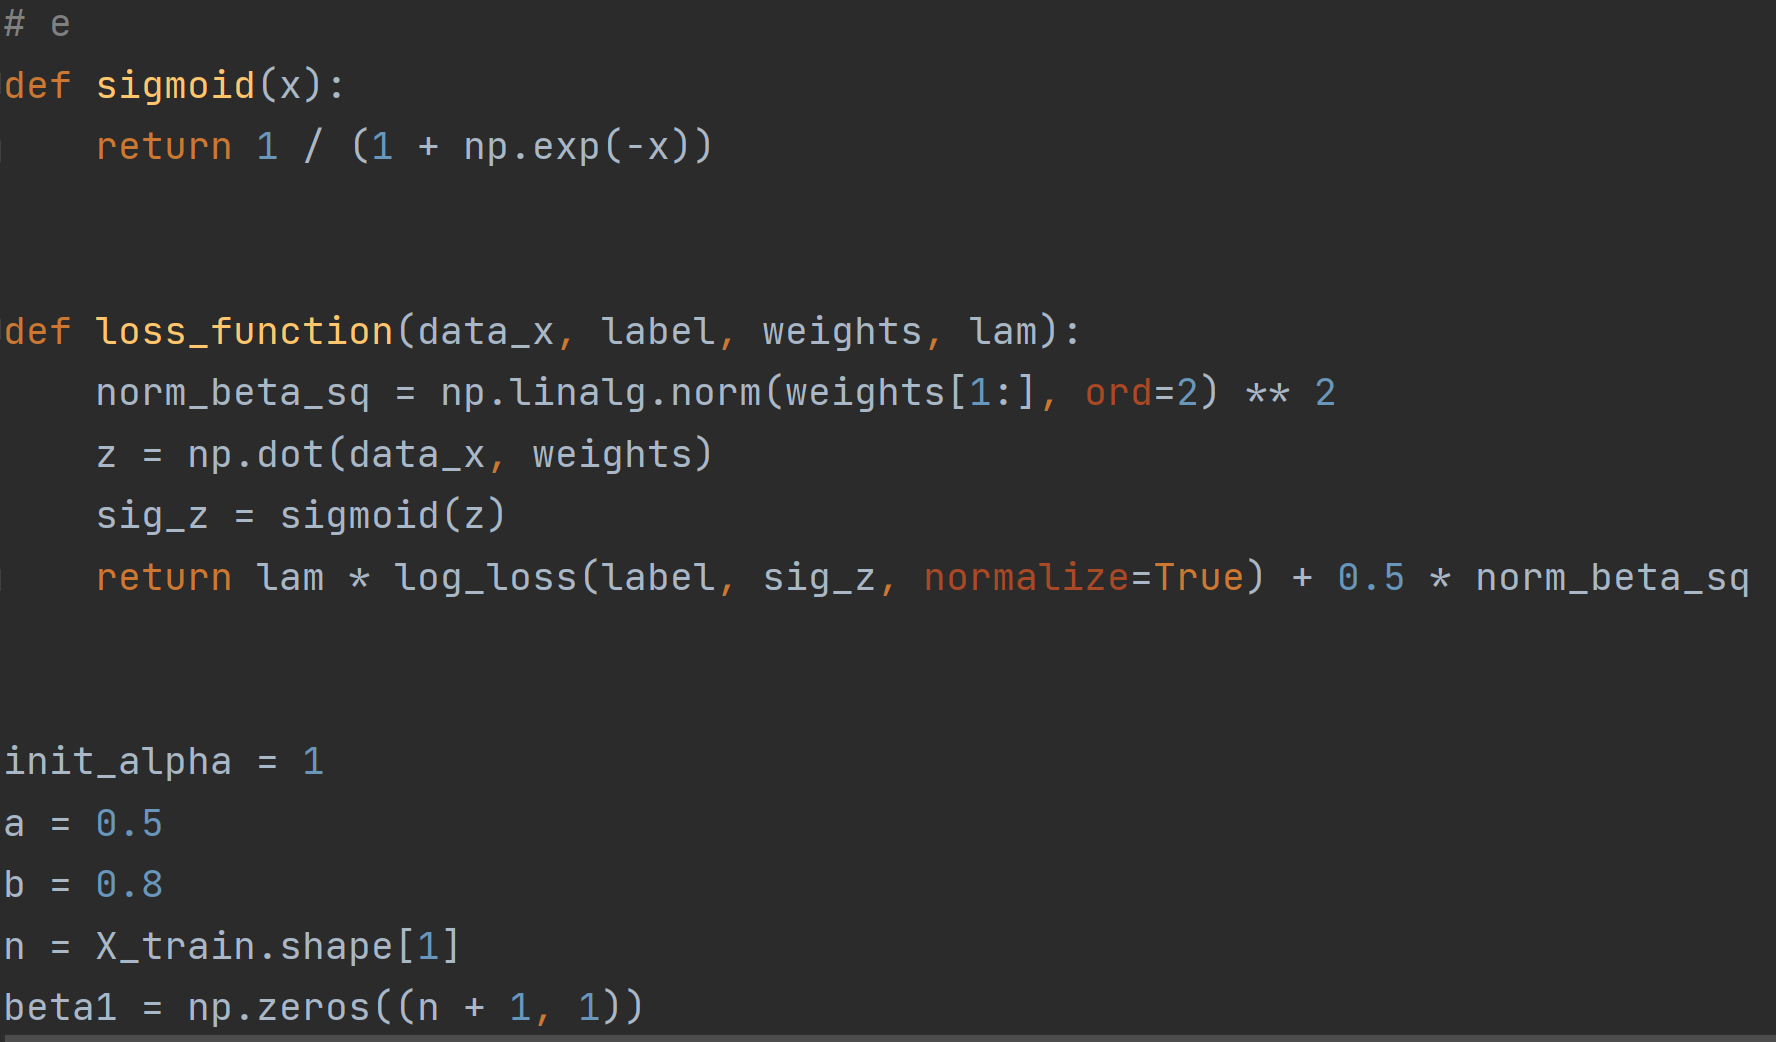 # e
def sigmoid(x):
    return 1 / (1 + np.exp(-x))
def loss_function(data_x, label, weights, lam):
    norm_beta_sq = np.linalg.norm(weights[1:], ord=2) ** 2
    z = np.dot(data_x, weights)
    sig_z = sigmoid(z)
    return lam * log_loss(label, sig_z, normalize=True) + 0.5 * norm_beta_sq
init_alpha = 1
a = 0.5
b = 0.8
n = X_train.shape[1]
beta1 = np.zeros((n + 1, 1))